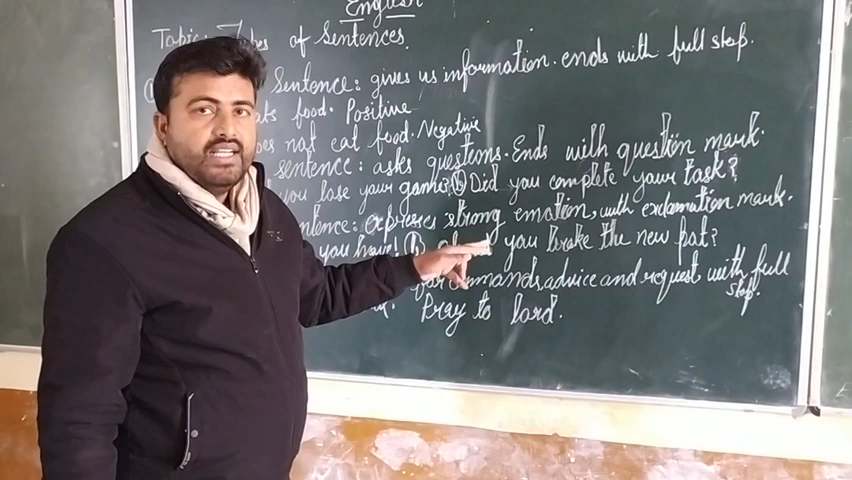 English
Topic: Types of Sentences.
Sentence: gives us information. ends with full stop.
food. Positive
not eat food. Negative
sentence: asks questions. Ends with question mark.
you lose your game? (b) Did you complete your task?
expresses strong emotion, with exclamation mark.
you have! (b) you broke the new pot?
commands, advice and request with full
stop.
Pray to lord.